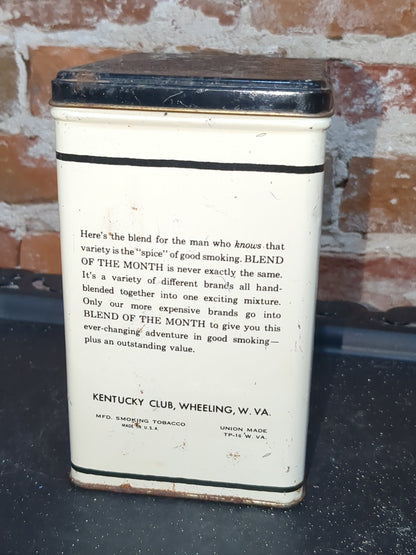 Here's the blend for the man who knows that
variety is the "spice" of good smoking. BLEND
OF THE MONTH is never exactly the same.
It's a variety of different brands all hand-
blended together into one exciting mixture.
Only our more expensive brands go into
BLEND OF THE MONTH to give you this
ever-changing adventure in good smoking—
plus an outstanding value.
KENTUCKY CLUB, WHEELING, W. VA.
MFD. SMOKING TOBACCO
MADE IN U.S.A
UNION MADE
TP-16 W. VA.